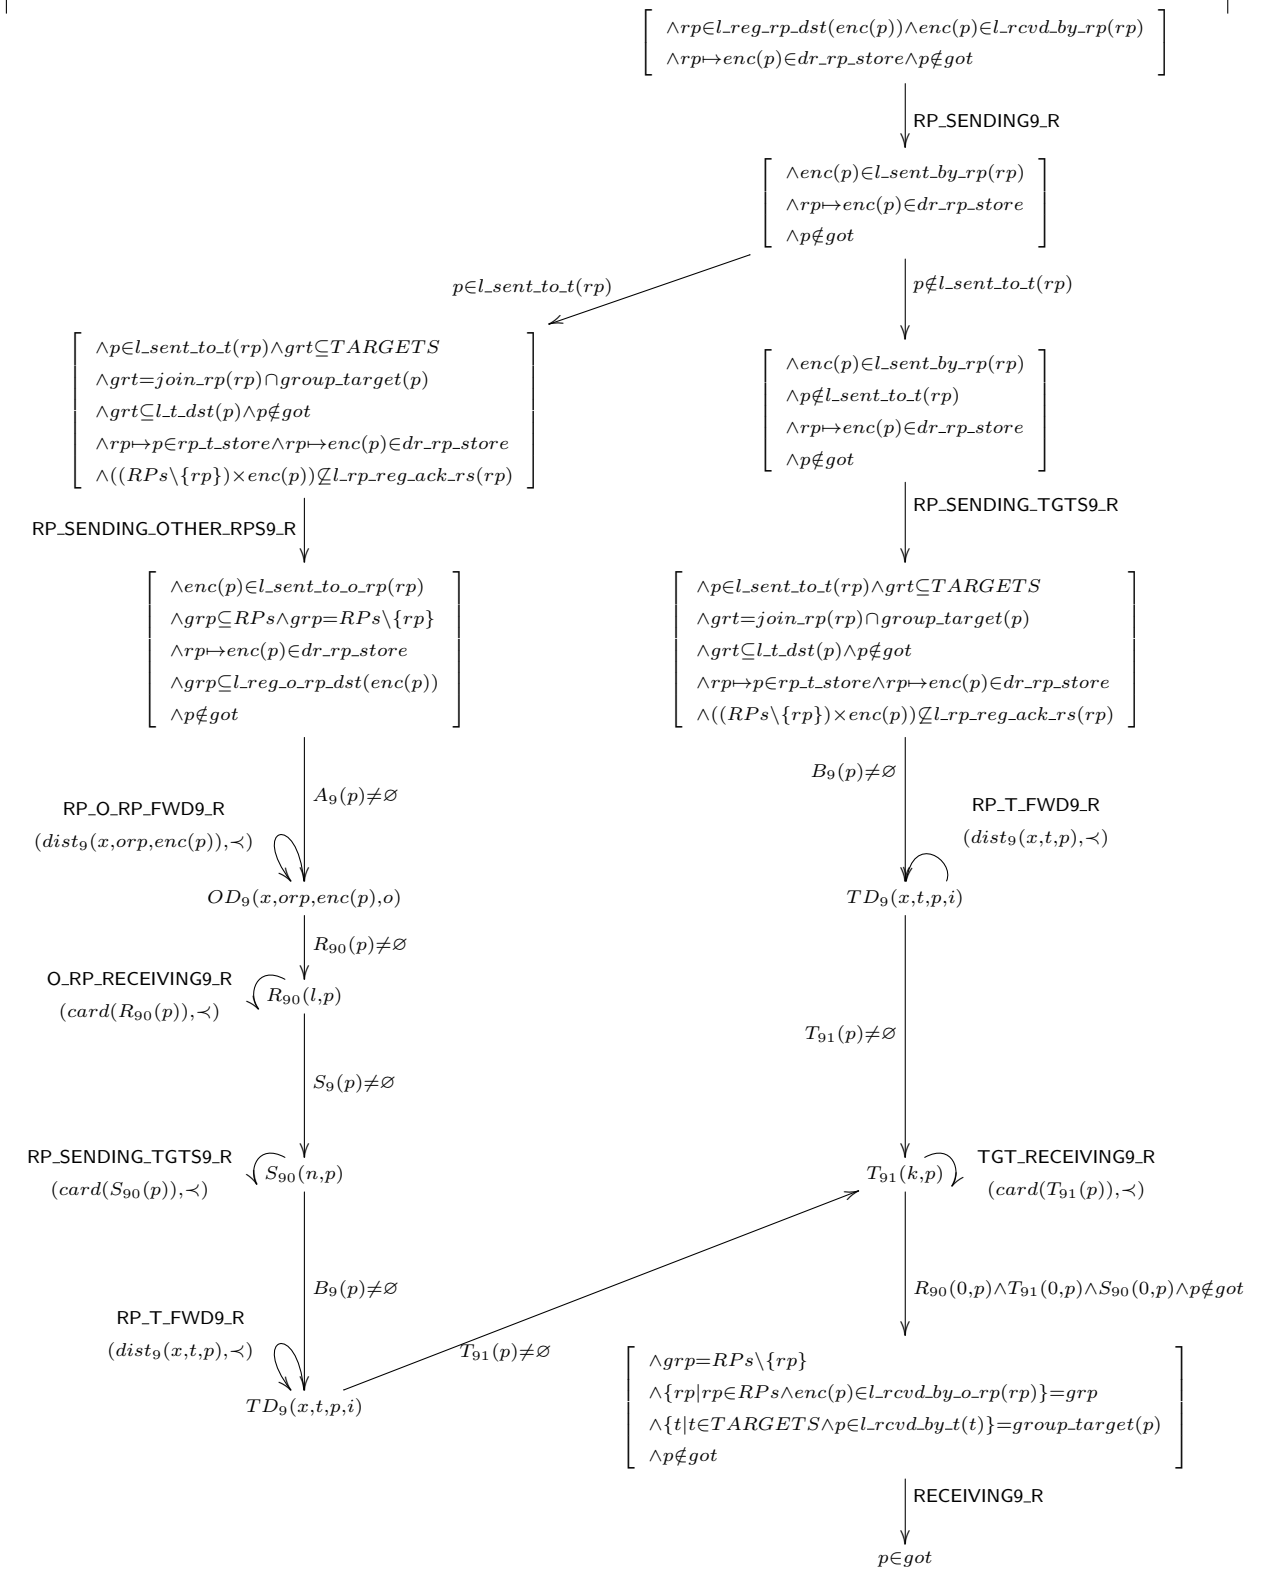 ∧rp∈l_reg_rp_dst(enc(p))∧enc(p)∈l_rcvd_by_rp(rp)
∧rp↦enc(p)∈dr_rp_store∧p∉got
RP_SENDING9_R
∧enc(p)∈l_sent_by_rp(rp)
∧rp↦enc(p)∈dr_rp_store
∧p∉got
p∈l_sent_to_t(rp)
p∉l_sent_to_t(rp)
∧p∈l_sent_to_t(rp)∧grt⊆TARGETS
∧grt=join_rp(rp)∩group_target(p)
∧grt⊆l_t_dst(p)∧p∉got
∧rp↦p∈rp_t_store∧rp↦enc(p)∈dr_rp_store
∧((RPs\{rp})×enc(p))⊈l_rp_reg_ack_rs(rp)
∧enc(p)∈l_sent_by_rp(rp)
∧p∉l_sent_to_t(rp)
∧rp↦enc(p)∈dr_rp_store
∧p∉got
RP_SENDING_OTHER_RPS9_R
RP_SENDING_TGTS9_R
∧enc(p)∈l_sent_to_o_rp(rp)
∧grp⊆RPs∧grp=RPs\{rp}
∧rp↦enc(p)∈dr_rp_store
∧grp⊆l_reg_o_rp_dst(enc(p))
∧p∉got
∧p∈l_sent_to_t(rp)∧grt⊆TARGETS
∧grt=join_rp(rp)∩group_target(p)
∧grt⊆l_t_dst(p)∧p∉got
∧rp↦p∈rp_t_store∧rp↦enc(p)∈dr_rp_store
∧((RPs\{rp})×enc(p))⊈l_rp_reg_ack_rs(rp)
A₉(p)≠∅
B₉(p)≠∅
RP_O_RP_FWD9_R
(dist₉(x,orp,enc(p)),≺)
RP_T_FWD9_R
(dist₉(x,t,p),≺)
OD₉(x,orp,enc(p),o)
TD₉(x,t,p,i)
R₉₀(p)≠∅
O_RP_RECEIVING9_R
(card(R₉₀(p)),≺)
R₉₀(l,p)
T₉₁(p)≠∅
S₉(p)≠∅
RP_SENDING_TGTS9_R
(card(S₉₀(p)),≺)
S₉₀(n,p)
T₉₁(k,p)
TGT_RECEIVING9_R
(card(T₉₁(p)),≺)
B₉(p)≠∅
R₉₀(0,p)∧T₉₁(0,p)∧S₉₀(0,p)∧p∉got
RP_T_FWD9_R
(dist₉(x,t,p),≺)
T₉₁(p)≠∅
TD₉(x,t,p,i)
∧grp=RPs\{rp}
∧{rp|rp∈RPs∧enc(p)∈l_rcvd_by_o_rp(rp)}=grp
∧{t|t∈TARGETS∧p∈l_rcvd_by_t(t)}=group_target(p)
∧p∉got
RECEIVING9_R
p∈got